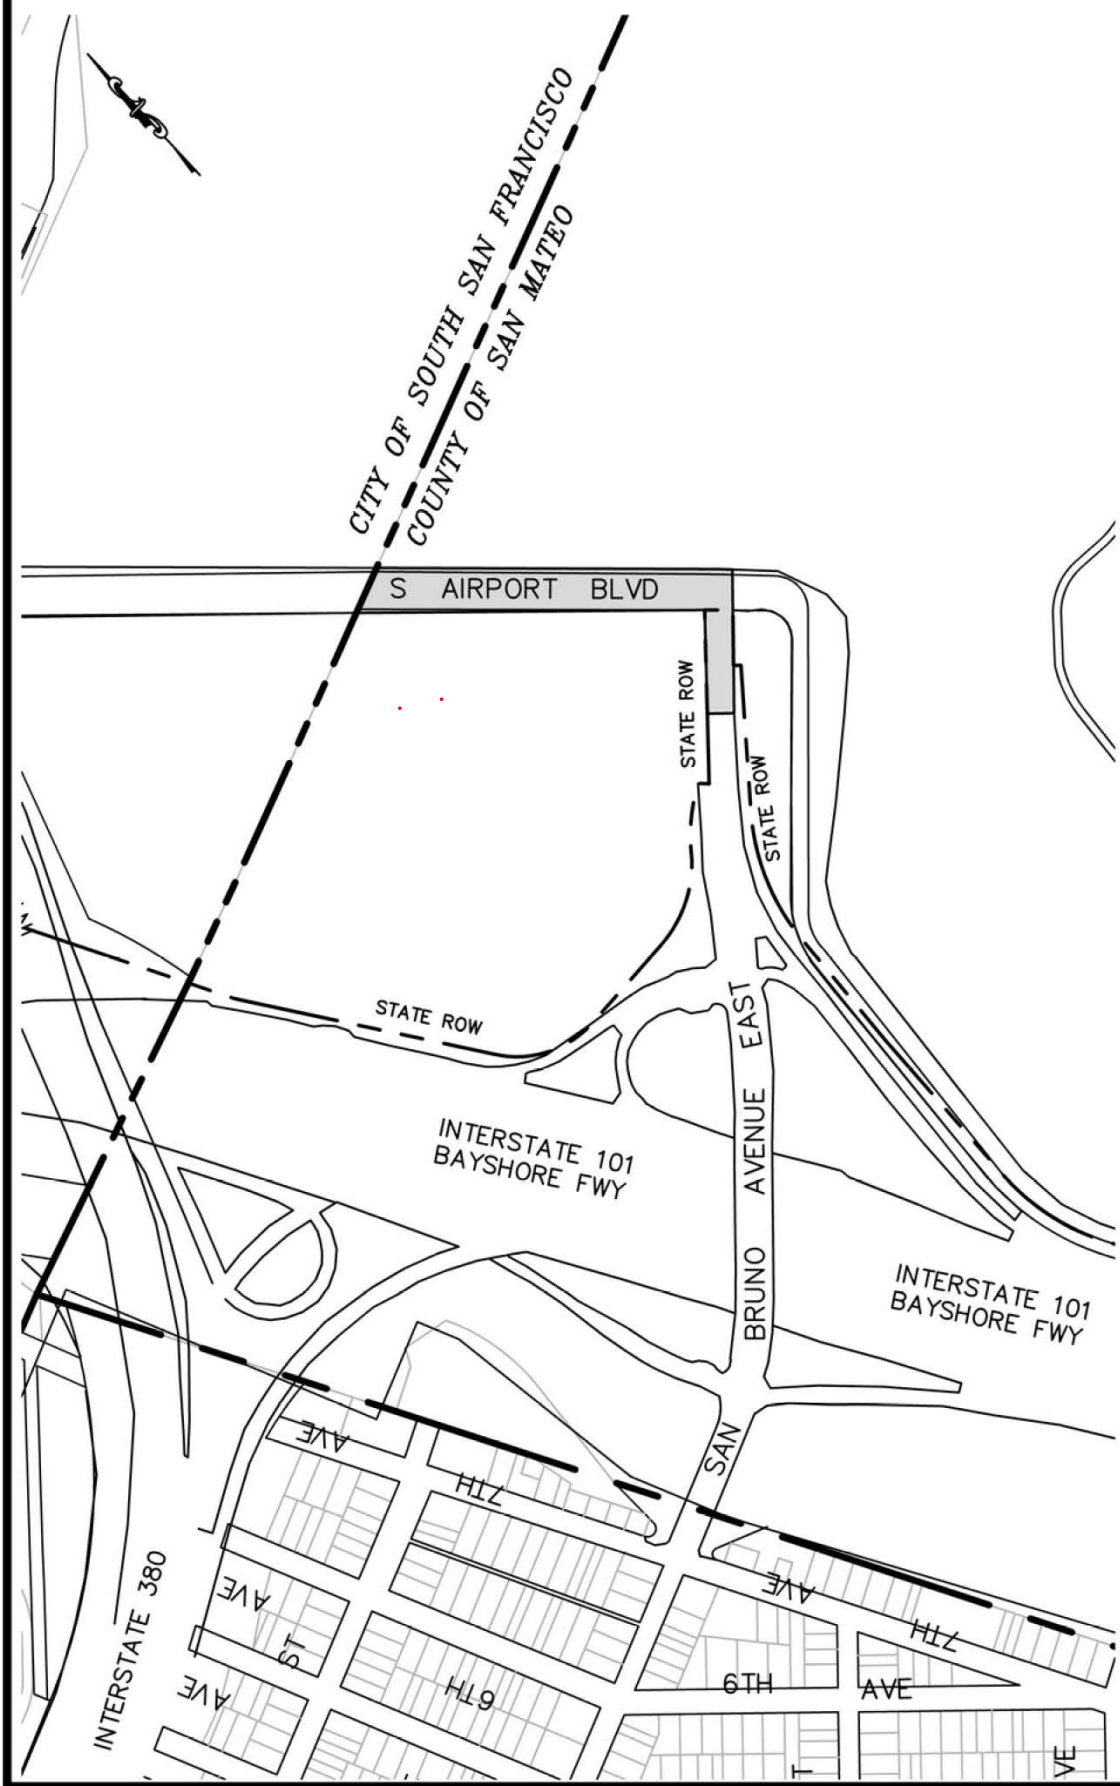 CITY OF SOUTH SAN FRANCISCO
COUNTY OF SAN MATEO
S AIRPORT BLVD
STATE ROW
STATE ROW
STATE ROW
INTERSTATE 101
BAYSHORE FWY
SAN BRUNO AVENUE EAST
INTERSTATE 101
BAYSHORE FWY
7TH AVE
7TH AVE
INTERSTATE 380
AVE
ST
AVE
6TH
6TH AVE
T
VE